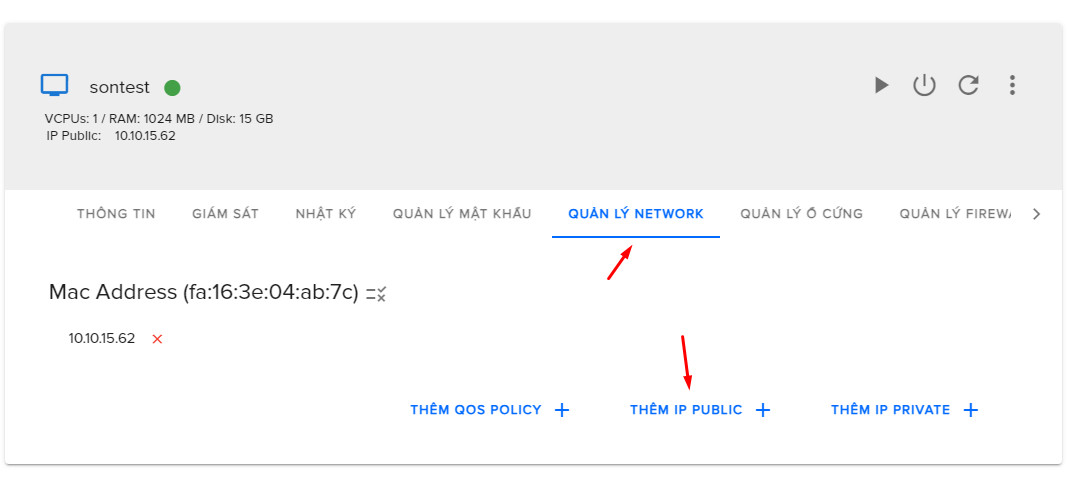 sontest
VCPUs: 1 / RAM: 1024 MB / Disk: 15 GB
IP Public: 10.10.15.62
THÔNG TIN GIÁM SÁT NHẬT KÝ QUẢN LÝ MẬT KHẨU QUẢN LÝ NETWORK QUẢN LÝ Ổ CỨNG QUẢN LÝ FIREWA
Mac Address (fa:16:3e:04:ab:7c)
10.10.15.62
THÊM QOS POLICY THÊM IP PUBLIC THÊM IP PRIVATE